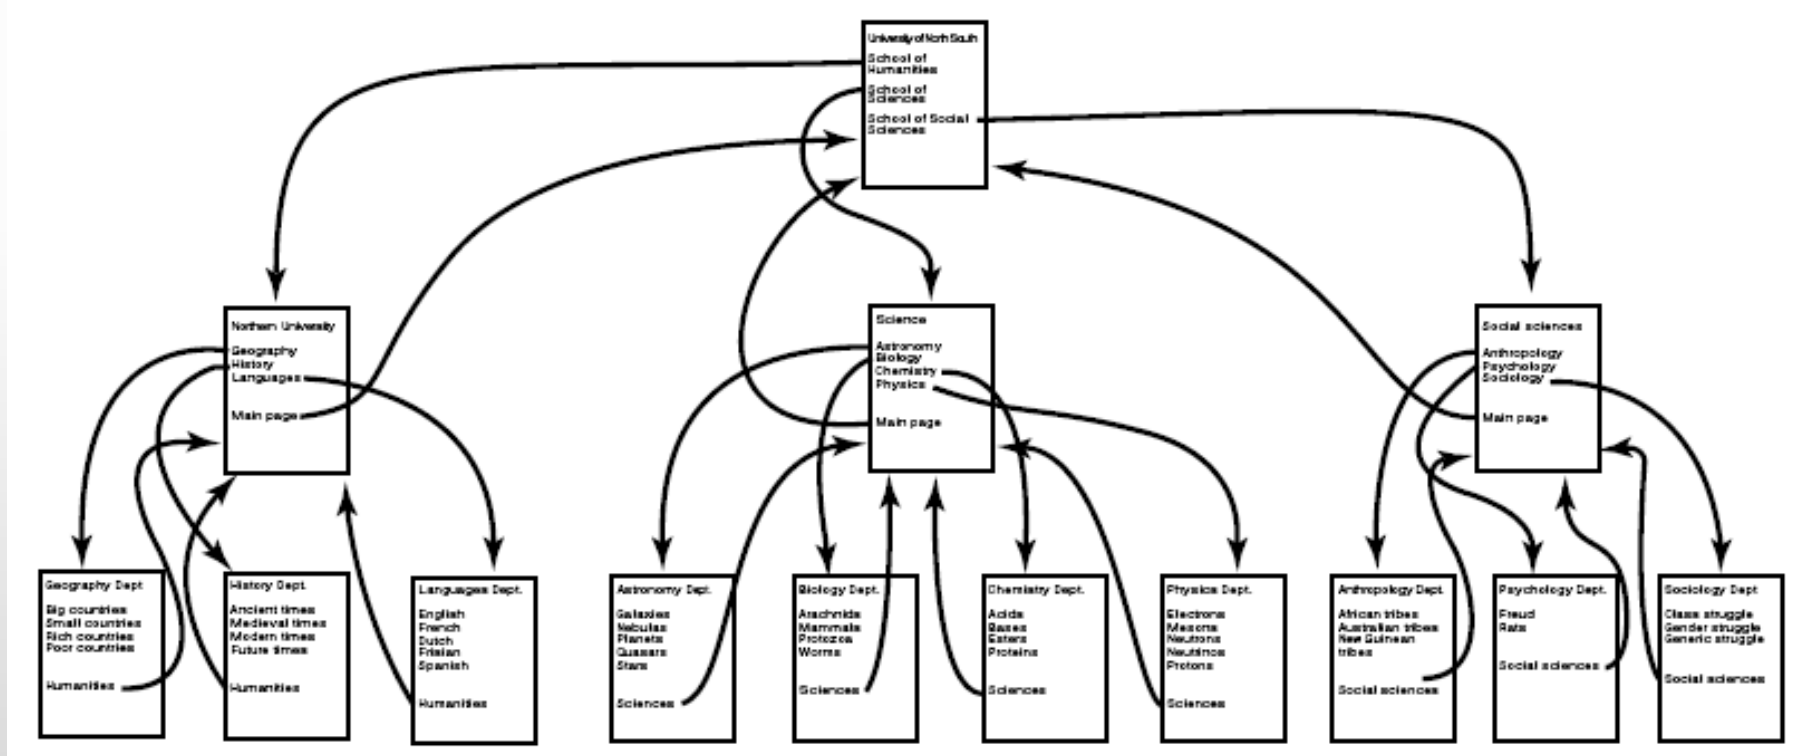 University of North South
School of
Humanities
School of
Sciences
School of Social
Sciences
Northern University
Geography
History
Languages
Main page
Science
Astronomy
Biology
Chemistry
Physics
Main page
Social sciences
Anthropology
Psychology
Sociology
Main page
Geography Dept
Big countries
Small countries
Rich countries
Poor countries
Humanities
History Dept.
Ancient times
Medieval times
Modern times
Future times
Humanities
Languages Dept.
English
French
Dutch
Frisian
Spanish
Humanities
Astronomy Dept.
Galaxies
Nebulas
Planets
Quasars
Stars
Sciences
Biology Dept.
Arachnids
Mammals
Protozoa
Worms
Sciences
Chemistry Dept.
Acids
Bases
Esters
Proteins
Sciences
Physics Dept.
Electrons
Mesons
Neutrons
Neutrinos
Protons
Sciences
Anthropology Dept
African tribes
Australian tribes
New Guinean
tribes
Social sciences
Psychology Dept.
Freud
Rats
Social sciences
Sociology Dept
Class struggle
Gender struggle
Generic struggle
Social sciences